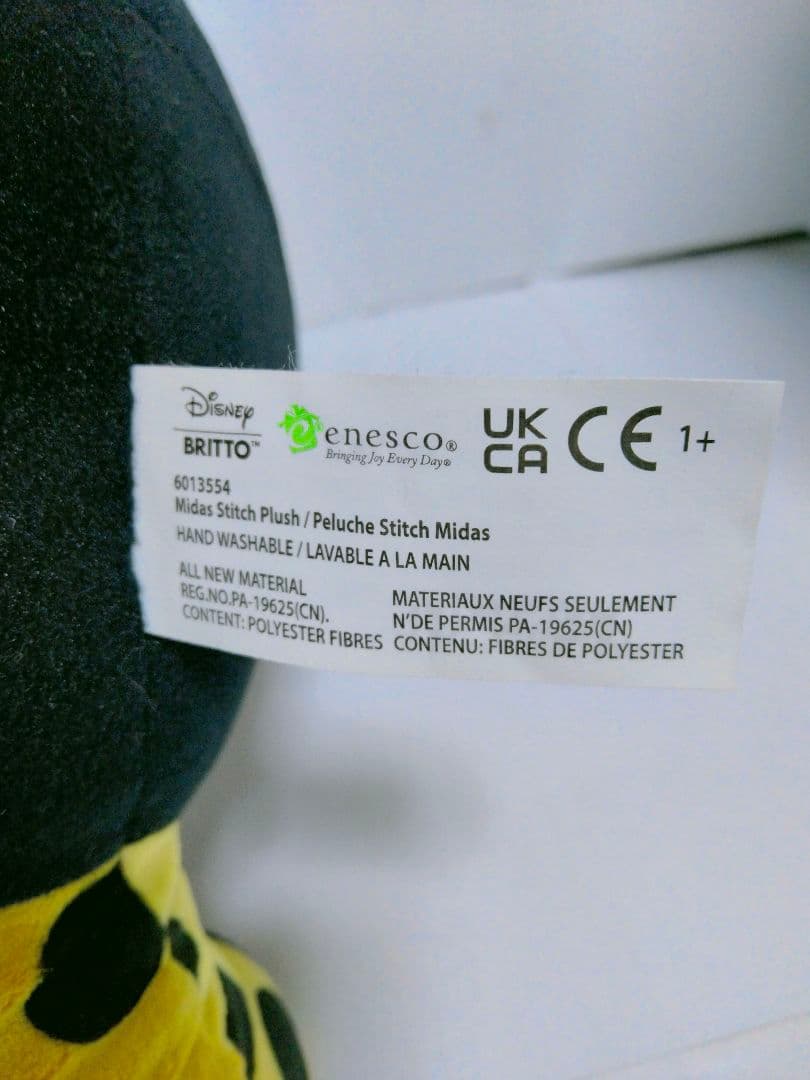 Disney
BRITTO™
enesco®
Bringing Joy Every Day®
UK
CA
CE
1+
6013554
Midas Stitch Plush / Peluche Stitch Midas
HAND WASHABLE / LAVABLE A LA MAIN
ALL NEW MATERIAL
REG.NO.PA-19625(CN).
CONTENT: POLYESTER FIBRES
MATERIAUX NEUFS SEULEMENT
N'DE PERMIS PA-19625(CN)
CONTENU: FIBRES DE POLYESTER